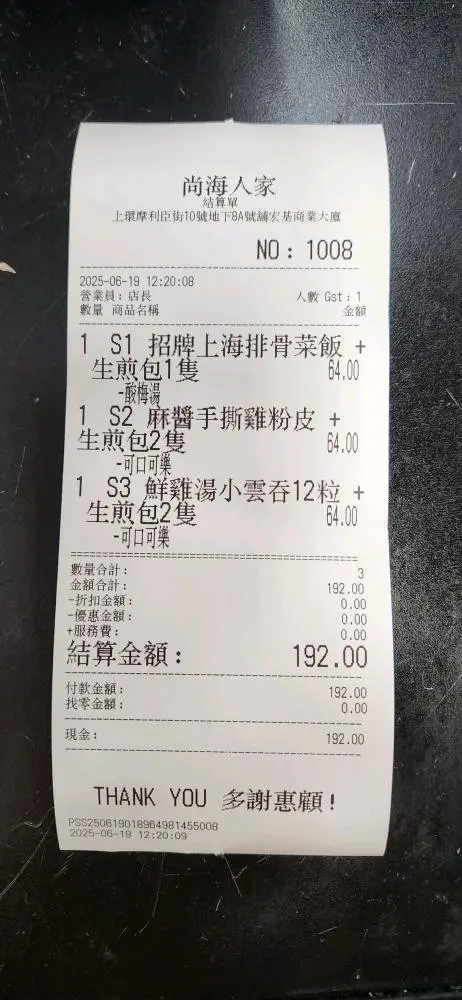 尚海人家
結算單
上環摩利臣街10號地下8A號舖宏基商業大廈
NO：1008
2025-06-19 12:20:08
營業員：店長 人數 Gst：1
數量 商品名稱 金額
1 S1 招牌上海排骨菜飯 +
生煎包1隻 64.00
-酸梅湯
1 S2 麻醬手撕雞粉皮 +
生煎包2隻 64.00
-可口可樂
1 S3 鮮雞湯小雲吞12粒 +
生煎包2隻 64.00
-可口可樂
數量合計： 3
金額合計： 192.00
-折扣金額： 0.00
-優惠金額： 0.00
+服務費： 0.00
結算金額： 192.00
付款金額： 192.00
找零金額： 0.00
現金： 192.00
THANK YOU 多謝惠顧！
PSS250619018964981455008
2025-06-19 12:20:09